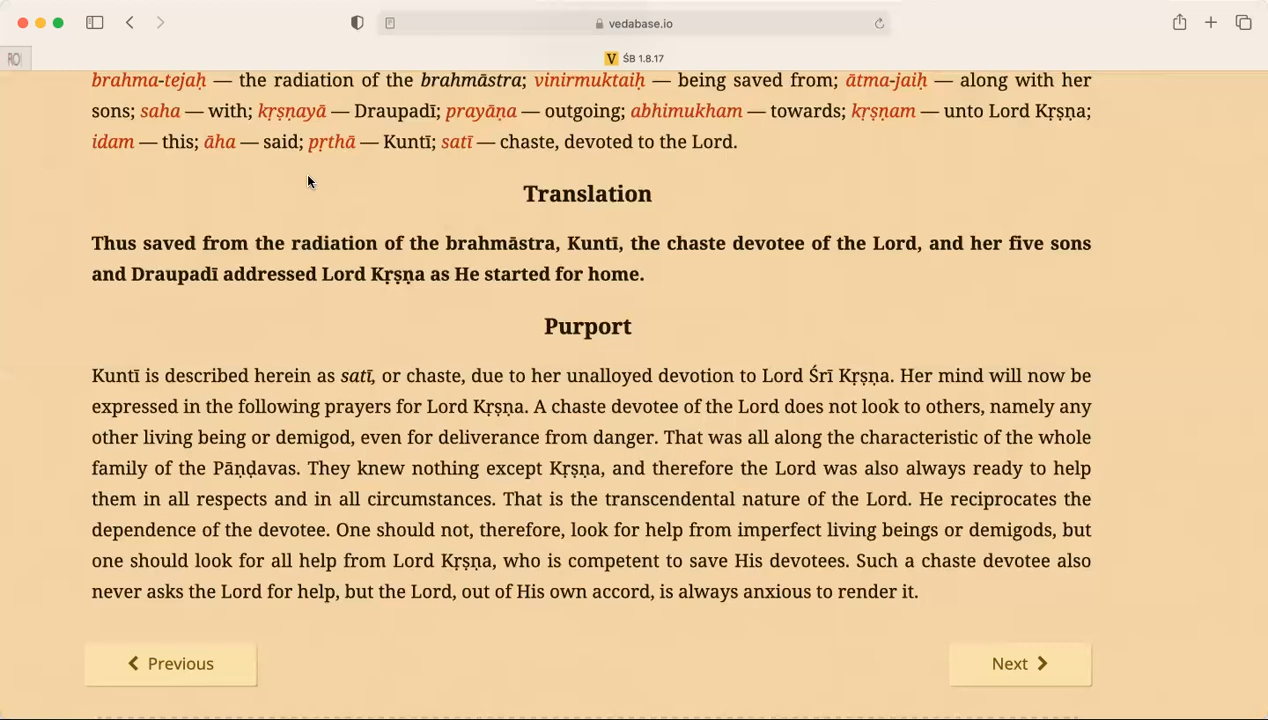 vedabase.io
ŚB 1.8.17
brahma-tejaḥ — the radiation of the brahmāstra; vinirmuktaiḥ — being saved from; ātma-jaiḥ — along with her
sons; saha — with; kṛṣṇayā — Draupadī; prayāṇa — outgoing; abhimukham — towards; kṛṣṇam — unto Lord Kṛṣṇa;
idam — this; āha — said; pṛthā — Kuntī; satī — chaste, devoted to the Lord.
Translation
Thus saved from the radiation of the brahmāstra, Kuntī, the chaste devotee of the Lord, and her five sons
and Draupadī addressed Lord Kṛṣṇa as He started for home.
Purport
Kuntī is described herein as satī, or chaste, due to her unalloyed devotion to Lord Śrī Kṛṣṇa. Her mind will now be
expressed in the following prayers for Lord Kṛṣṇa. A chaste devotee of the Lord does not look to others, namely any
other living being or demigod, even for deliverance from danger. That was all along the characteristic of the whole
family of the Pāṇḍavas. They knew nothing except Kṛṣṇa, and therefore the Lord was also always ready to help
them in all respects and in all circumstances. That is the transcendental nature of the Lord. He reciprocates the
dependence of the devotee. One should not, therefore, look for help from imperfect living beings or demigods, but
one should look for all help from Lord Kṛṣṇa, who is competent to save His devotees. Such a chaste devotee also
never asks the Lord for help, but the Lord, out of His own accord, is always anxious to render it.
Previous
Next